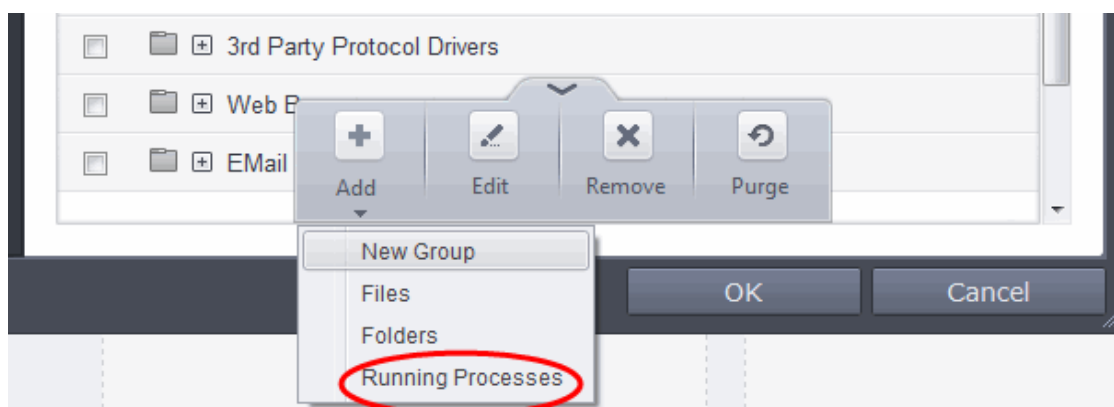 3rd Party Protocol Drivers
Web B
EMail
Add
Edit
Remove
Purge
New Group
Files
Folders
Running Processes
OK
Cancel